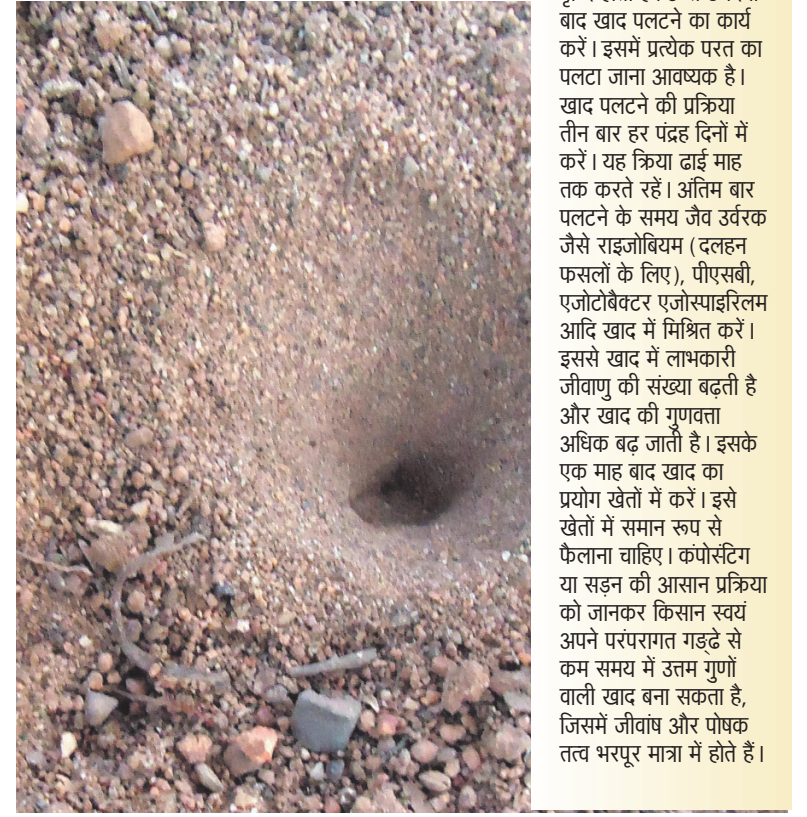 बाद खाद पलटने का कार्य
करें। इसमें प्रत्येक परत का
पलटा जाना आवष्यक है।
खाद पलटने की प्रक्रिया
तीन बार हर पंद्रह दिनों में
करें। यह क्रिया ढाई माह
तक करते रहें। अंतिम बार
पलटने के समय जैव उर्वरक
जैसे राइजोबियम (दलहन
फसलों के लिए), पीएसबी,
एजोटोबैक्टर एजोस्पाइरिलम
आदि खाद में मिश्रित करें।
इससे खाद में लाभकारी
जीवाणु की संख्या बढ़ती है
और खाद की गुणवत्ता
अधिक बढ़ जाती है। इसके
एक माह बाद खाद का
प्रयोग खेतों में करें। इसे
खेतों में समान रूप से
फैलाना चाहिए। कंपोस्टिंग
या सड़न की आसान प्रक्रिया
को जानकर किसान स्वयं
अपने परंपरागत गड्ढे से
कम समय में उत्तम गुणों
वाली खाद बना सकता है,
जिसमें जीवांष और पोषक
तत्व भरपूर मात्रा में होते हैं।